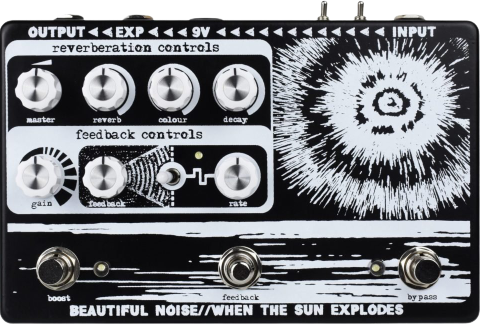 OUTPUT EXP 9V INPUT
reverberation controls
master reverb colour decay
feedback controls
gain feedback rate
boost feedback bypass
BEAUTIFUL NOISE//WHEN THE SUN EXPLODES